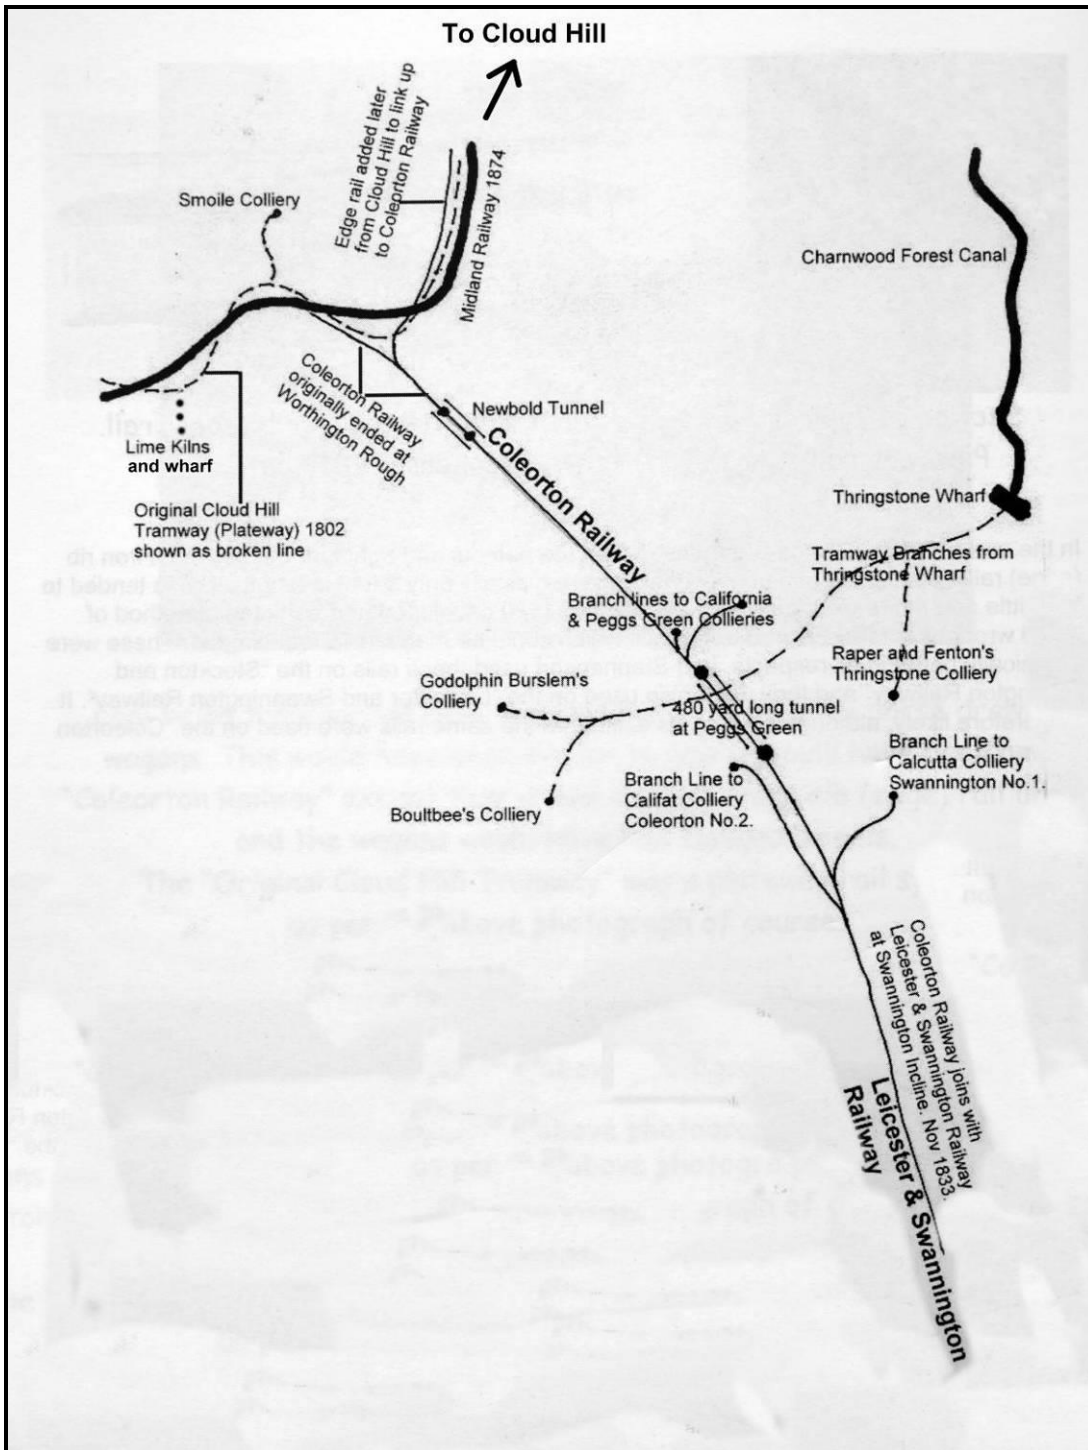 To Cloud Hill
Edge rail added later
from Cloud Hill to link up
to Coleorton Railway
Midland Railway 1874
Smoile Colliery
Charnwood Forest Canal
Coleorton Railway
originally ended at
Worthington Rough
Newbold Tunnel
Coleorton Railway
Lime Kilns
and wharf
Original Cloud Hill
Tramway (Plateway) 1802
shown as broken line
Thringstone Wharf
Tramway Branches from
Thringstone Wharf
Branch lines to California
& Peggs Green Collieries
Raper and Fenton's
Thringstone Colliery
Godolphin Burslem's
Colliery
480 yard long tunnel
at Peggs Green
Branch Line to
Calcutta Colliery
Swannington No.1.
Branch Line to
Califat Colliery
Coleorton No.2.
Boultbee's Colliery
Coleorton Railway joins with
Leicester & Swannington Railway
at Swannington Incline. Nov 1833.
Leicester & Swannington
Railway